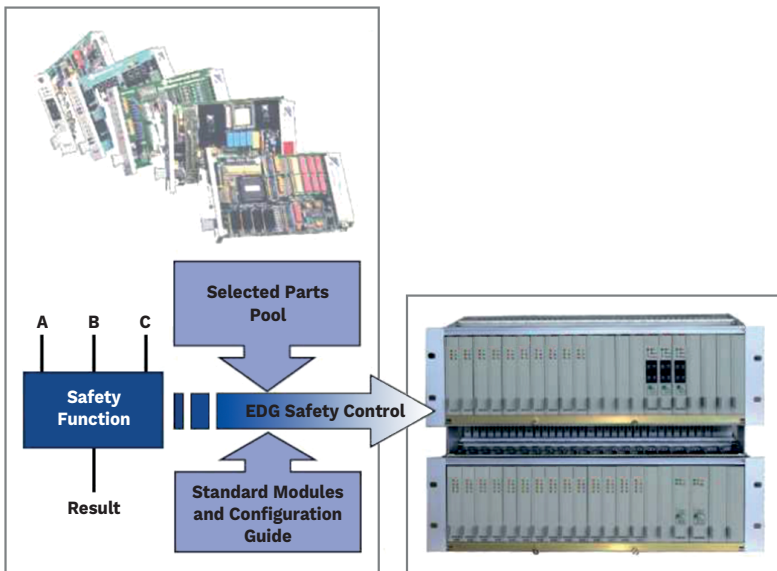 Selected Parts
Pool
A B C
Safety
Function
EDG Safety Control
Result
Standard Modules
and Configuration
Guide